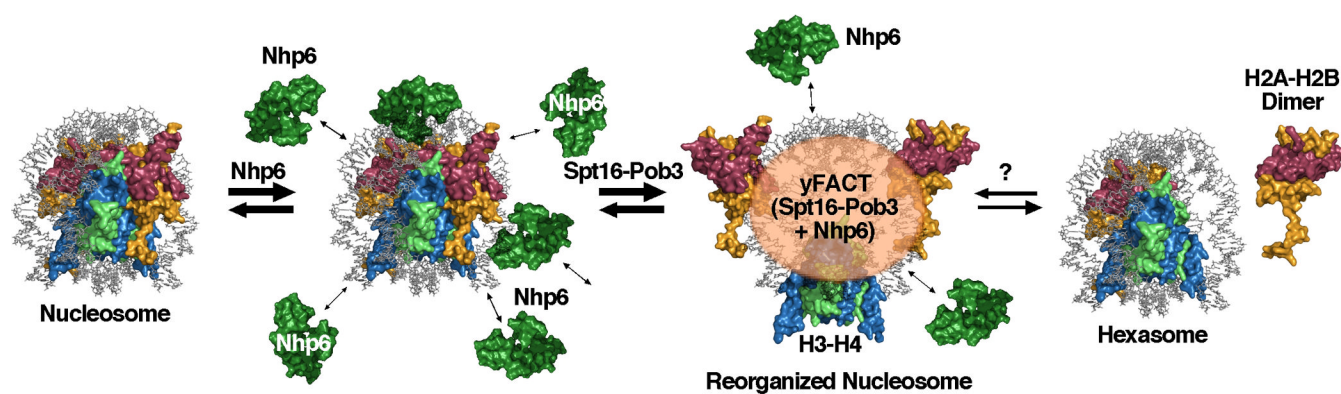 Nucleosome
Nhp6
Nhp6
Nhp6
Nhp6
Nhp6
Spt16-Pob3
Nhp6
yFACT
(Spt16-Pob3
+ Nhp6)
H3-H4
Reorganized Nucleosome
?
H2A-H2B
Dimer
Hexasome